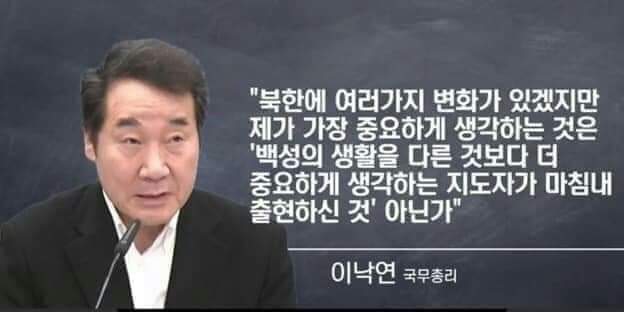 "북한에 여러가지 변화가 있겠지만
제가 가장 중요하게 생각하는 것은
'백성의 생활을 다른 것보다 더
중요하게 생각하는 지도자가 마침내
출현하신 것' 아닌가"
이낙연 국무총리